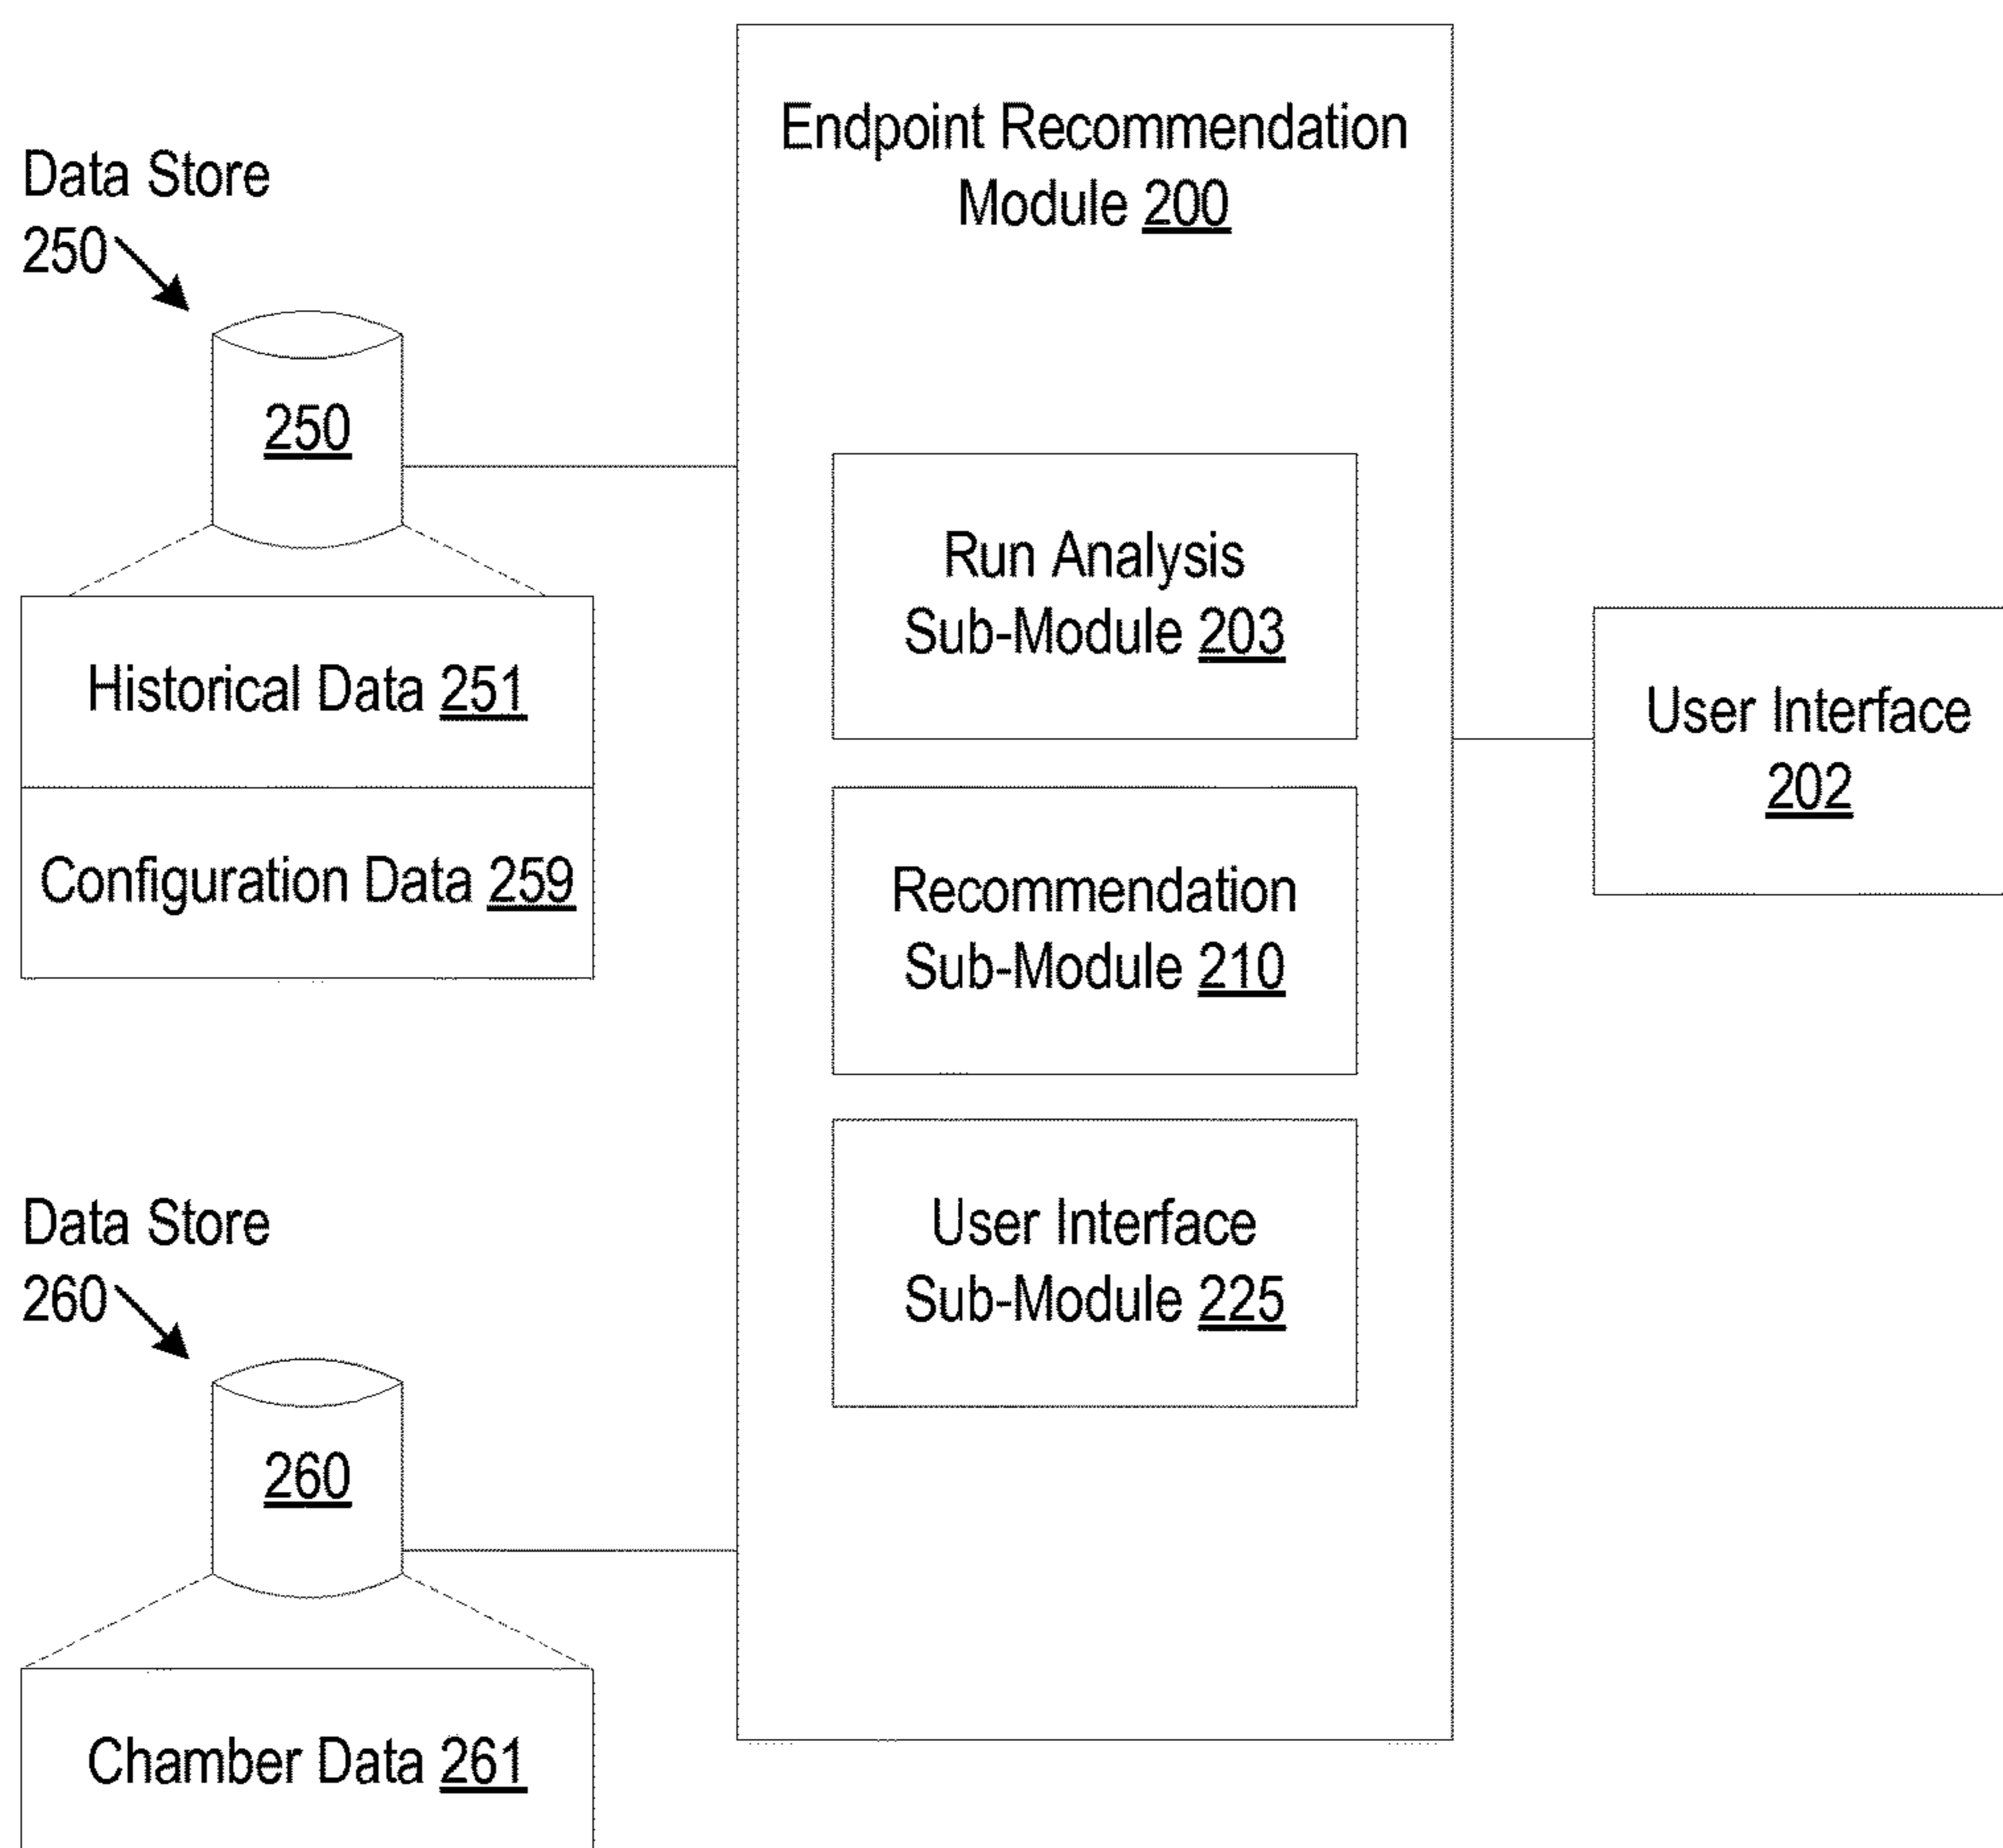 Endpoint Recommendation
Module 200
Data Store
250
250
Historical Data 251
Configuration Data 259
Run Analysis
Sub-Module 203
Recommendation
Sub-Module 210
User Interface
Sub-Module 225
User Interface
202
Data Store
260
260
Chamber Data 261